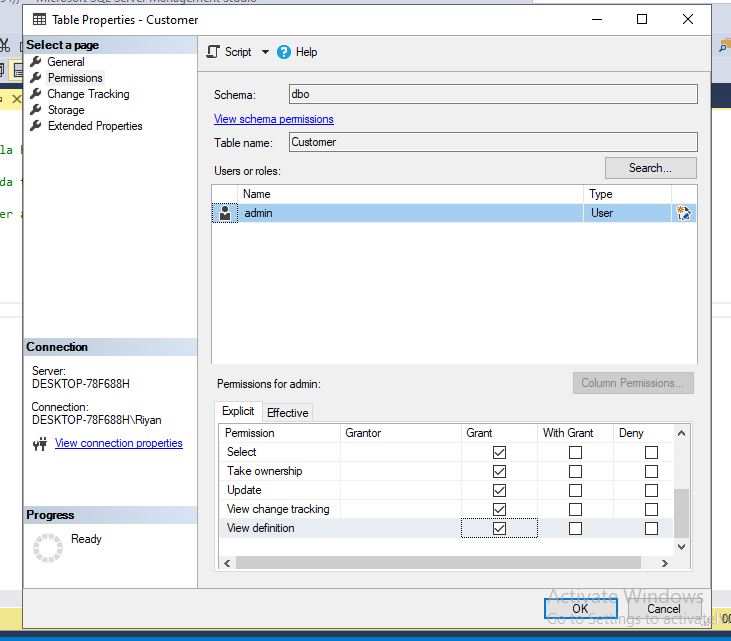 Microsoft SQL Server Management Studio
Table Properties - Customer
Select a page
General
Permissions
Change Tracking
Storage
Extended Properties
Script
Help
Schema:
dbo
View schema permissions
Table name:
Customer
Users or roles:
Search...
Name
Type
admin
User
Connection
Server:
DESKTOP-78F688H
Connection:
DESKTOP-78F688H\Riyan
View connection properties
Progress
Ready
Permissions for admin:
Column Permissions...
Explicit
Effective
Permission
Grantor
Grant
With Grant
Deny
Select
Take ownership
Update
View change tracking
View definition
Activate Windows
Go to Settings to activate
OK
Cancel